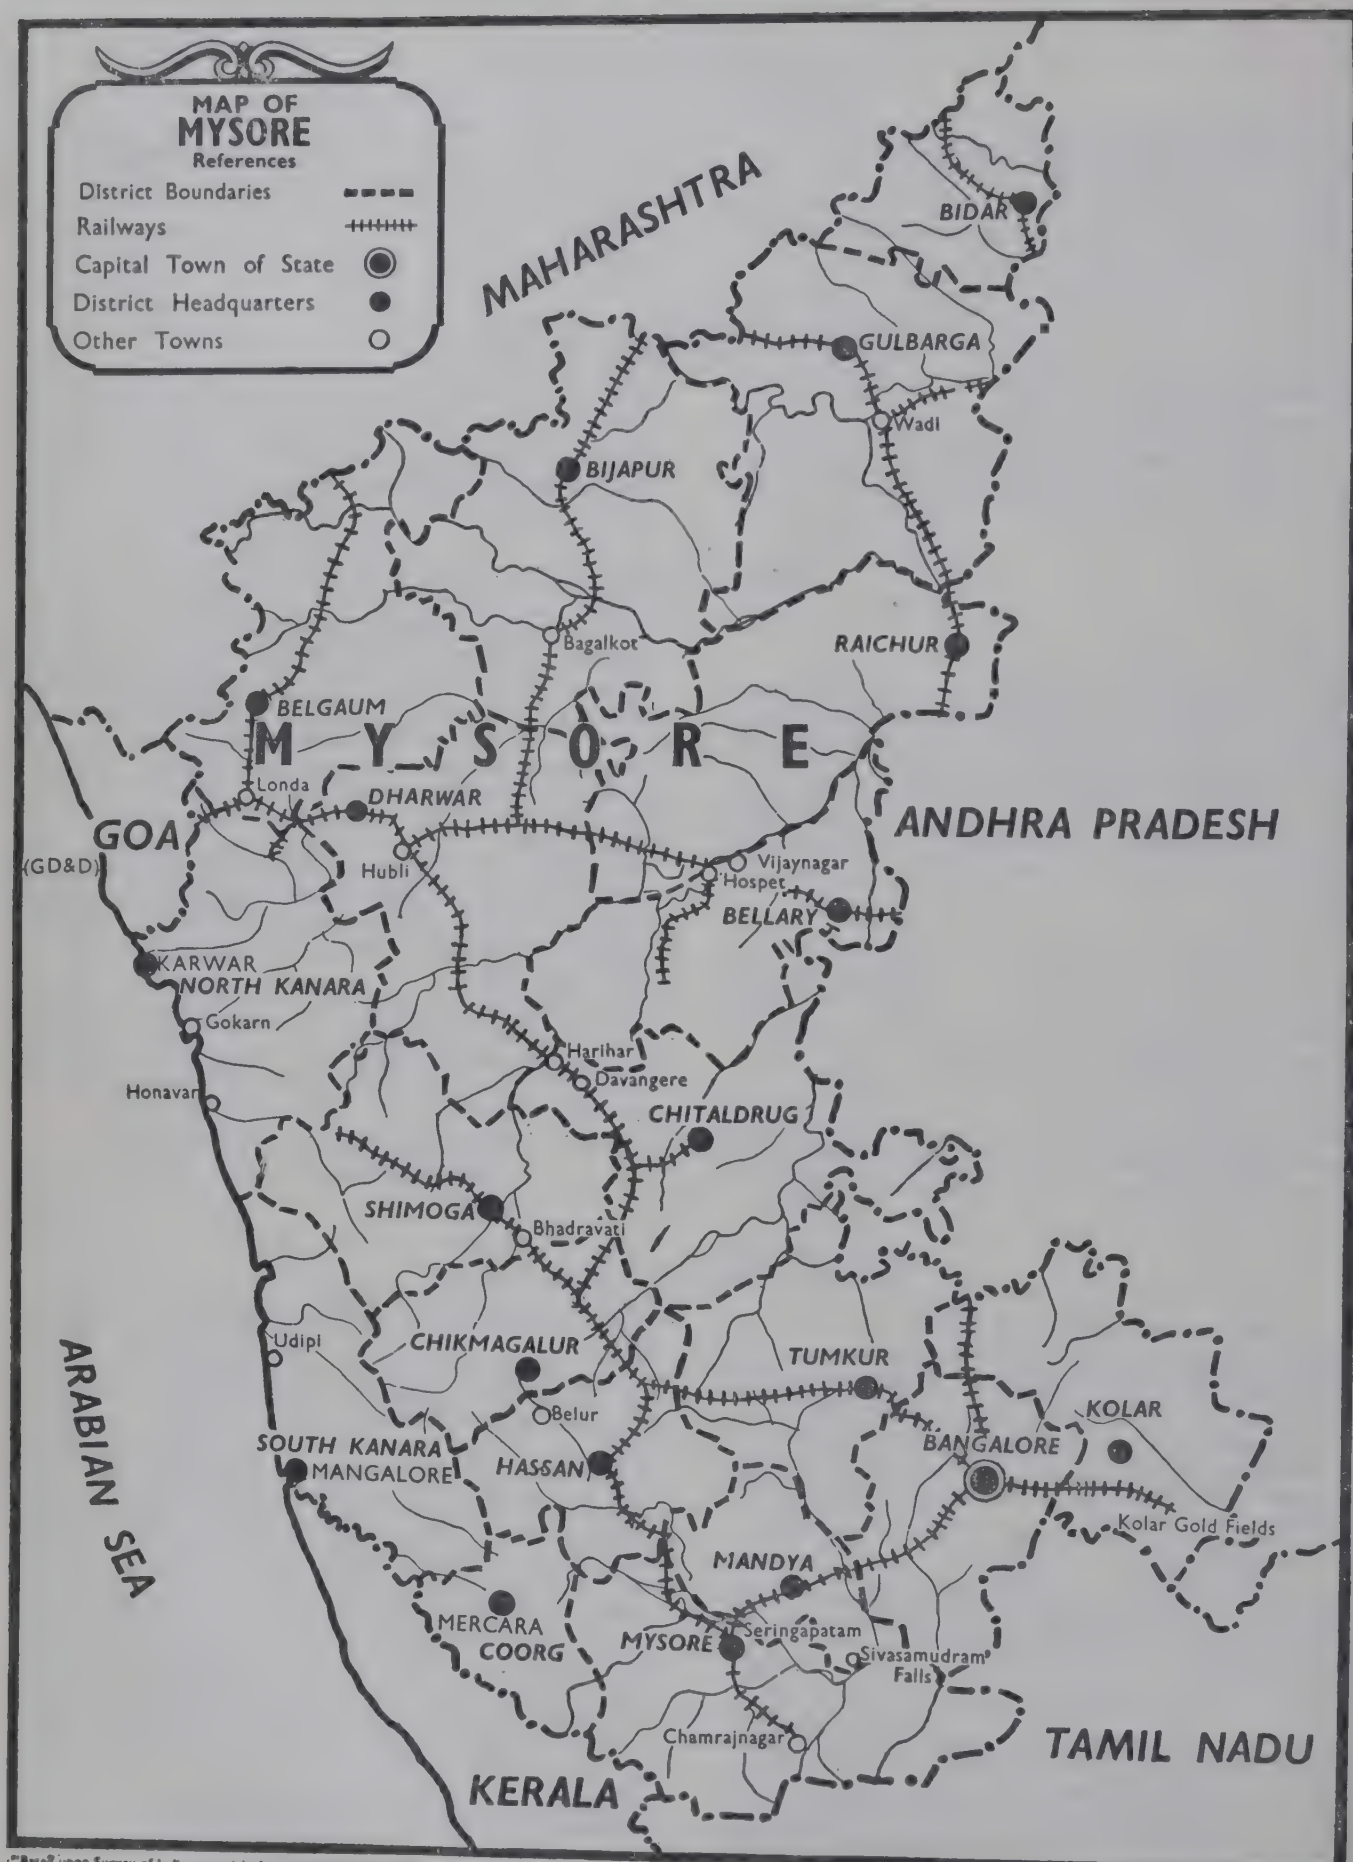 MAP OF
MYSORE
References
District Boundaries
Railways
Capital Town of State
District Headquarters
Other Towns
MAHARASHTRA
BIDAR
GULBARGA
Wadi
BIJAPUR
Bagalkot
RAICHUR
BELGAUM
M Y S O R E
Londa
DHARWAR
GOA
(GD&D)
Hubli
ANDHRA PRADESH
Vijaynagar
Hospet
BELLARY
KARWAR
NORTH KANARA
Gokarn
Harihar
Davangere
Honavar
CHITALDRUG
SHIMOGA
Bhadravati
Udipi
CHIKMAGALUR
TUMKUR
Belur
KOLAR
BANGALORE
SOUTH KANARA
MANGALORE
HASSAN
ARABIAN SEA
Kolar Gold Fields
MANDYA
MERCARA
COORG
MYSORE
Seringapatam
Sivasamudram
Falls
Chamrajnagar
TAMIL NADU
KERALA